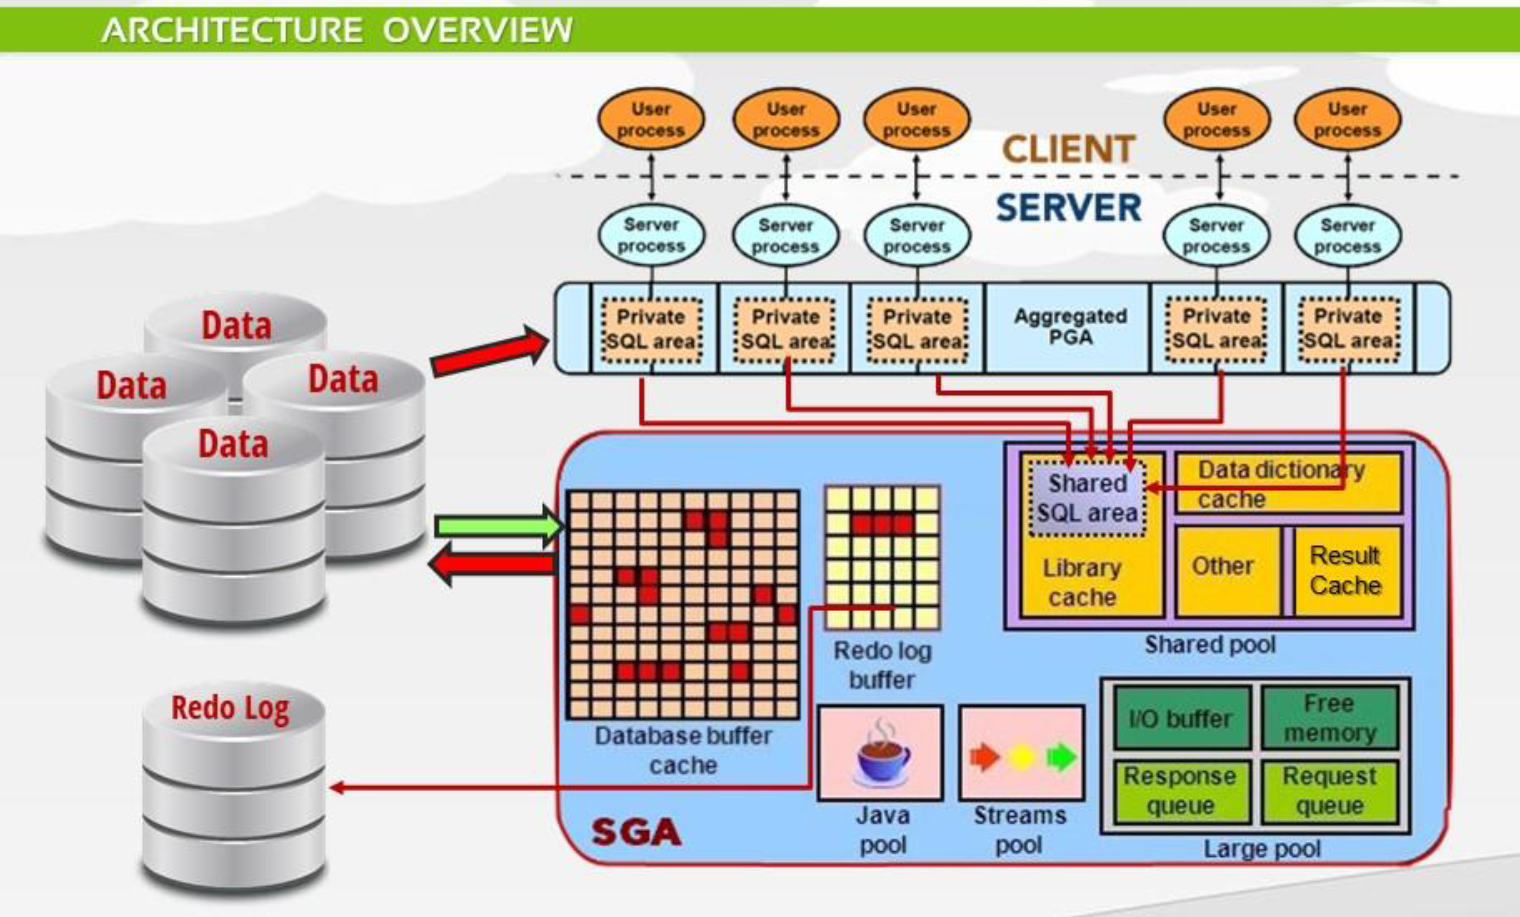 ARCHITECTURE OVERVIEW
User
process
User
process
User
process
User
process
User
process
CLIENT
SERVER
Server
process
Server
process
Server
process
Server
process
Server
process
Private
SQL area
Private
SQL area
Private
SQL area
Aggregated
PGA
Private
SQL area
Private
SQL area
Data
Data
Data
Data
Shared
SQL area
Library
cache
Data dictionary
cache
Other
Result
Cache
Shared pool
Redo log
buffer
Database buffer
cache
Redo Log
SGA
Java
pool
Streams
pool
I/O buffer
Free
memory
Response
queue
Request
queue
Large pool